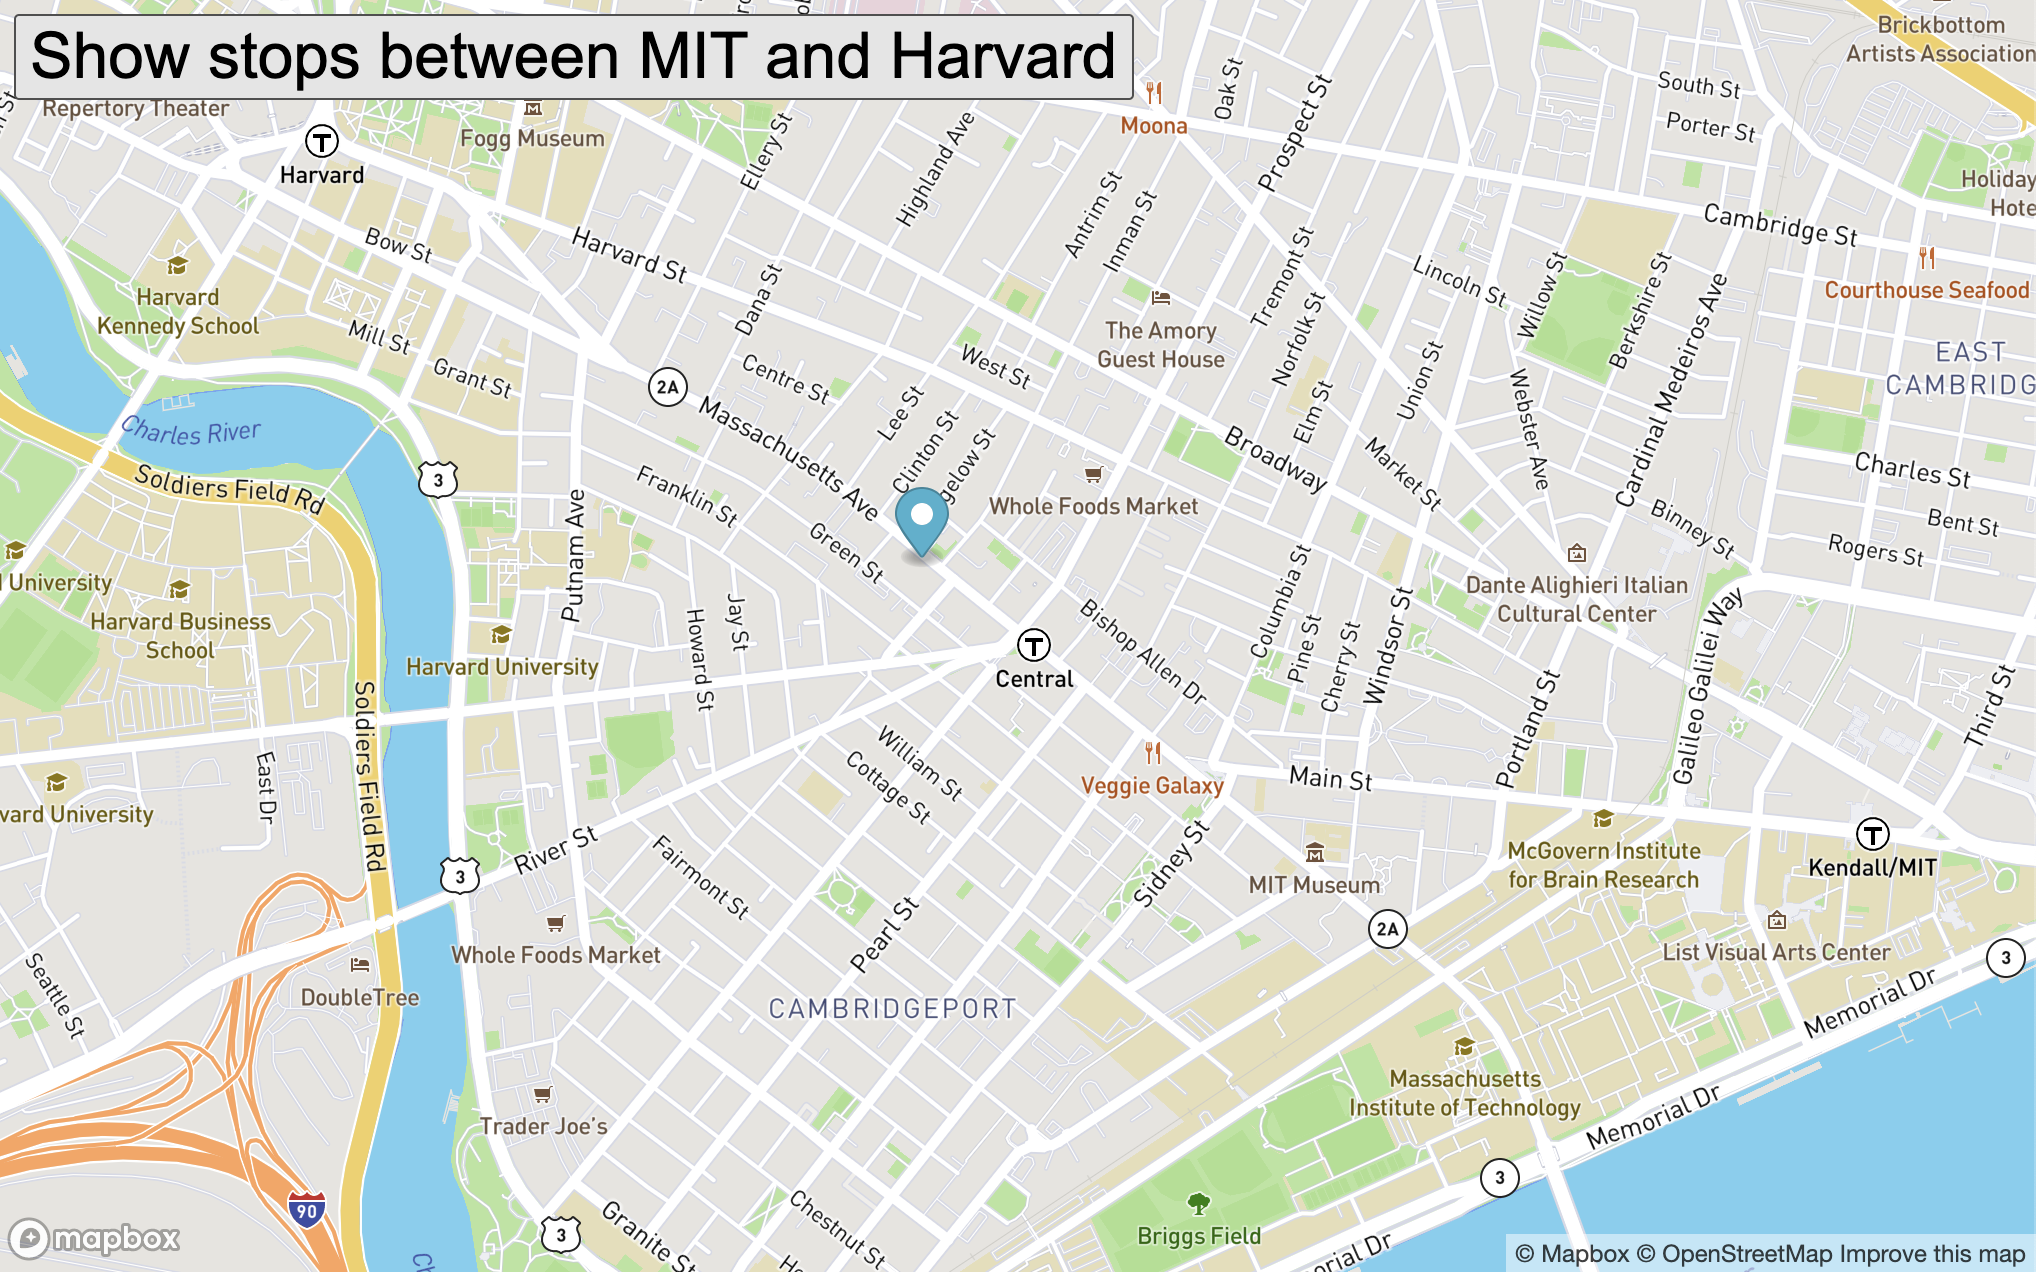 Show stops between MIT and Harvard
Brickbottom
Artists Association
South St
Oak St
Prospect St
Repertory Theater
Fogg Museum
Ellery St
Highland Ave
Moona
Porter St
T
Harvard
Holiday
Hote
Antrim St
Inman St
Cambridge St
Bow St
Harvard St
Dana St
Tremont St
Lincoln St
Willow St
Berkshire St
Courthouse Seafood
Harvard
Kennedy School
Mill St
Grant St
The Amory
Guest House
Norfolk St
Union St
Cardinal Medeiros Ave
EAST
CAMBRIDG
West St
Centre St
2A
Lee St
Clinton St
gelow St
Elm St
Webster Ave
Massachusetts Ave
Charles River
Broadway
Market St
Charles St
Soldiers Field Rd
3
Franklin St
Putnam Ave
Whole Foods Market
Binney St
Bent St
Rogers St
Green St
l University
Harvard Business
School
Dante Alighieri Italian
Cultural Center
Howard St
Jay St
Harvard University
T
Central
Bishop Allen Dr
Columbia St
Pine St
Cherry St
Windsor St
Portland St
Galileo Galilei Way
Third St
Soldiers Field Rd
East Dr
William St
Cottage St
Veggie Galaxy
Main St
vard University
River St
Fairmont St
Sidney St
McGovern Institute
for Brain Research
T
Kendall/MIT
3
MIT Museum
Pearl St
2A
List Visual Arts Center
3
Whole Foods Market
DoubleTree
Seattle St
CAMBRIDGEPORT
Memorial Dr
Massachusetts
Institute of Technology
Memorial Dr
Trader Joe's
3
90
Granite St
Chestnut St
Briggs Field
3
morial Dr
mapbox
© Mapbox © OpenStreetMap Improve this map